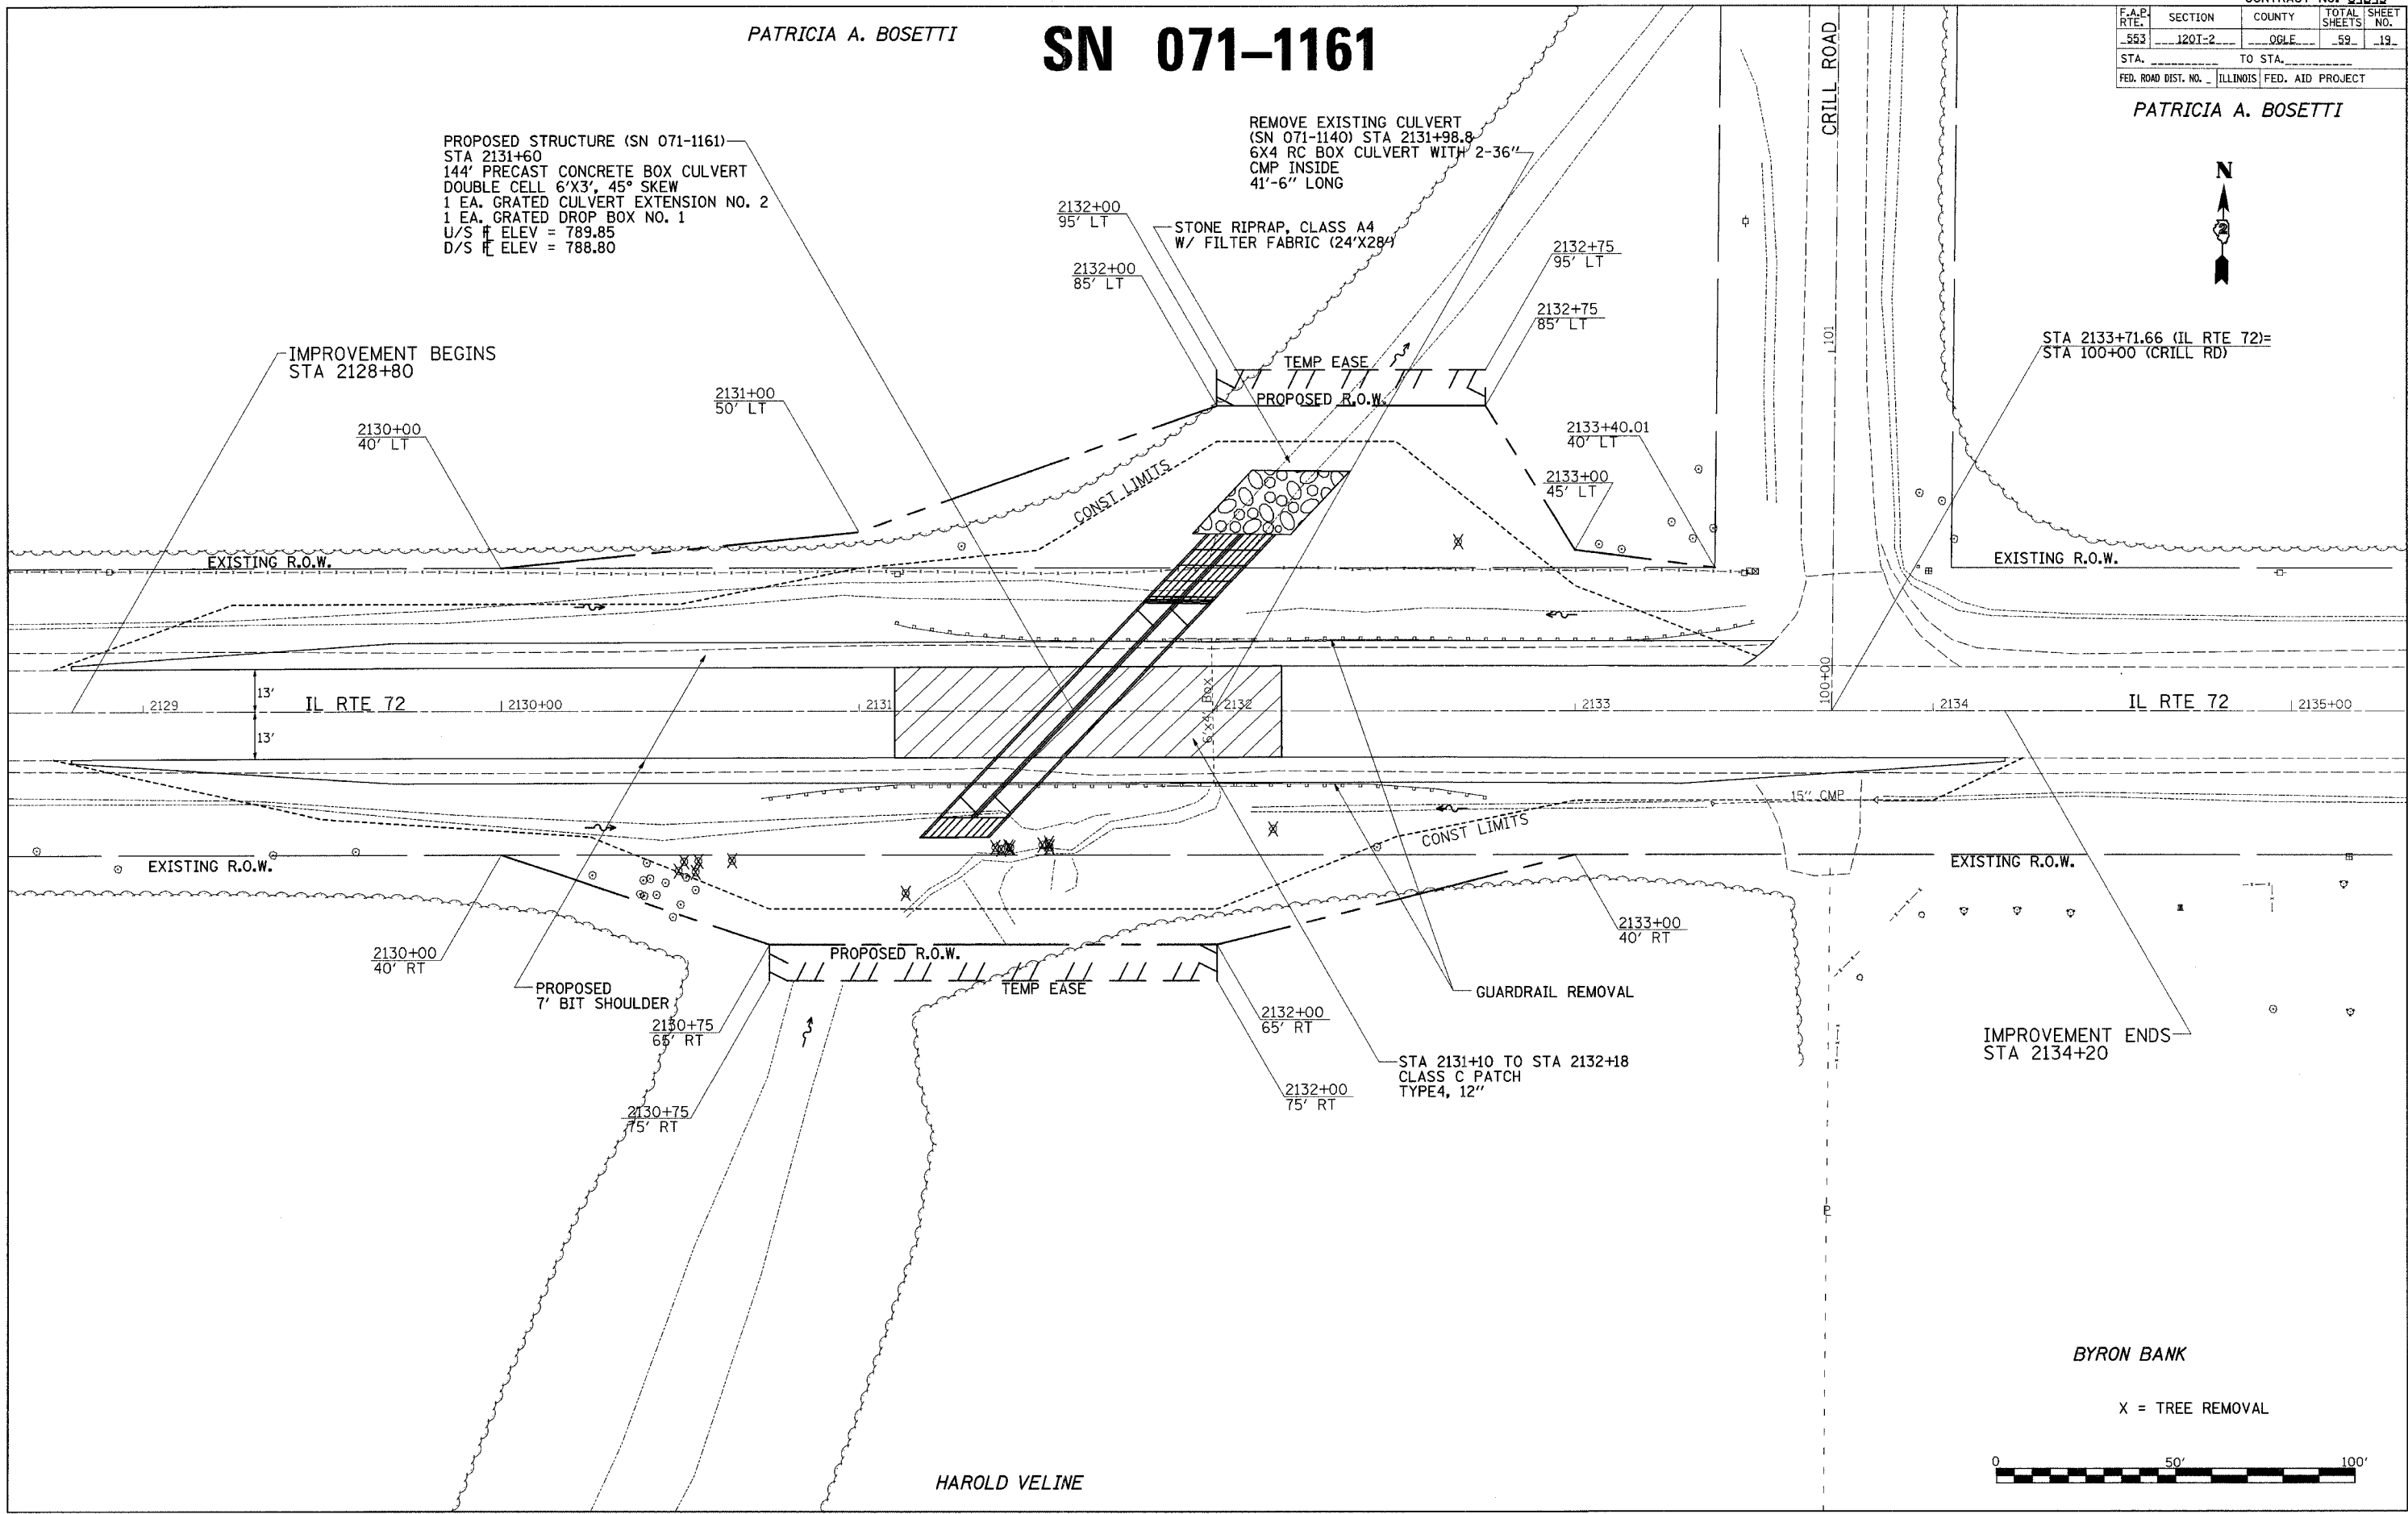 PATRICIA A. BOSETTI
SN 071-1161
CONTRACT NO.
F.A.P. RTE. SECTION COUNTY TOTAL SHEETS SHEET NO.
553 120T-2 OGLE 59 19
STA. TO STA.
FED. ROAD DIST. NO. ILLINOIS FED. AID PROJECT
PATRICIA A. BOSETTI
N
CRILL ROAD
PROPOSED STRUCTURE (SN 071-1161)
STA 2131+60
144' PRECAST CONCRETE BOX CULVERT
DOUBLE CELL 6'X3', 45° SKEW
1 EA. GRATED CULVERT EXTENSION NO. 2
1 EA. GRATED DROP BOX NO. 1
U/S FL ELEV = 789.85
D/S FL ELEV = 788.80
REMOVE EXISTING CULVERT
(SN 071-1140) STA 2131+98.8
6X4 RC BOX CULVERT WITH 2-36"
CMP INSIDE
41'-6" LONG
2132+00
95' LT
STONE RIPRAP, CLASS A4
W/ FILTER FABRIC (24'X28')
2132+00
85' LT
2132+75
95' LT
2132+75
85' LT
STA 2133+71.66 (IL RTE 72)=
STA 100+00 (CRILL RD)
101
IMPROVEMENT BEGINS
STA 2128+80
TEMP EASE
PROPOSED R.O.W.
2131+00
50' LT
2130+00
40' LT
2133+40.01
40' LT
2133+00
45' LT
CONST LIMITS
EXISTING R.O.W.
EXISTING R.O.W.
13'
IL RTE 72
13'
2129
2130+00
2131
6'x4' Box
2132
2133
100+00
2134
IL RTE 72
2135+00
15" CMP
CONST LIMITS
EXISTING R.O.W.
EXISTING R.O.W.
2130+00
40' RT
PROPOSED R.O.W.
TEMP EASE
2133+00
40' RT
PROPOSED
7' BIT SHOULDER
GUARDRAIL REMOVAL
2130+75
65' RT
2132+00
65' RT
IMPROVEMENT ENDS
STA 2134+20
STA 2131+10 TO STA 2132+18
CLASS C PATCH
TYPE4, 12"
2130+75
75' RT
2132+00
75' RT
P
BYRON BANK
X = TREE REMOVAL
HAROLD VELINE
0 50' 100'